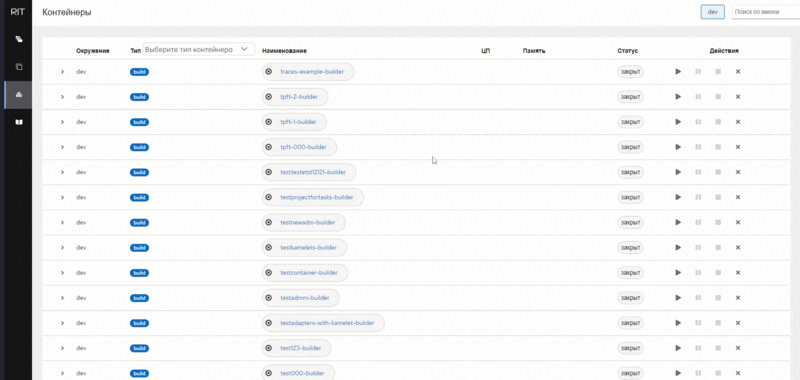 RIT
Контейнеры
dev
Поиск по имени
Окружение Тип Выберите тип контейнера Наименование ЦП Память Статус Действия
dev build traces-example-builder закрыт
dev build tpft-2-builder закрыт
dev build tpft-1-builder закрыт
dev build tpft-000-builder закрыт
dev build testtestetst12121-builder закрыт
dev build testprojectfortasks-builder закрыт
dev build testnewadm-builder закрыт
dev build testkamelets-builder закрыт
dev build testcontainer-builder закрыт
dev build testadmm-builder закрыт
dev build testadapters-with-kamelet-builder закрыт
dev build test123-builder закрыт
dev build test000-builder закрыт